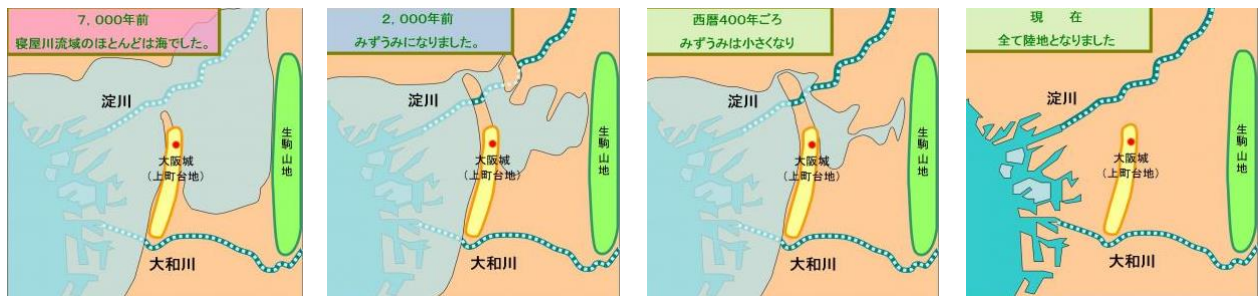 7,000年前
寝屋川流域のほとんどは海でした。
淀川
大阪城
(上町台地)
生駒山地
大和川
2,000年前
みずうみになりました。
淀川
大阪城
(上町台地)
生駒山地
大和川
西暦400年ごろ
みずうみは小さくなり
淀川
大阪城
(上町台地)
生駒山地
大和川
現 在
全て陸地となりました
淀川
大阪城
(上町台地)
生駒山地
大和川